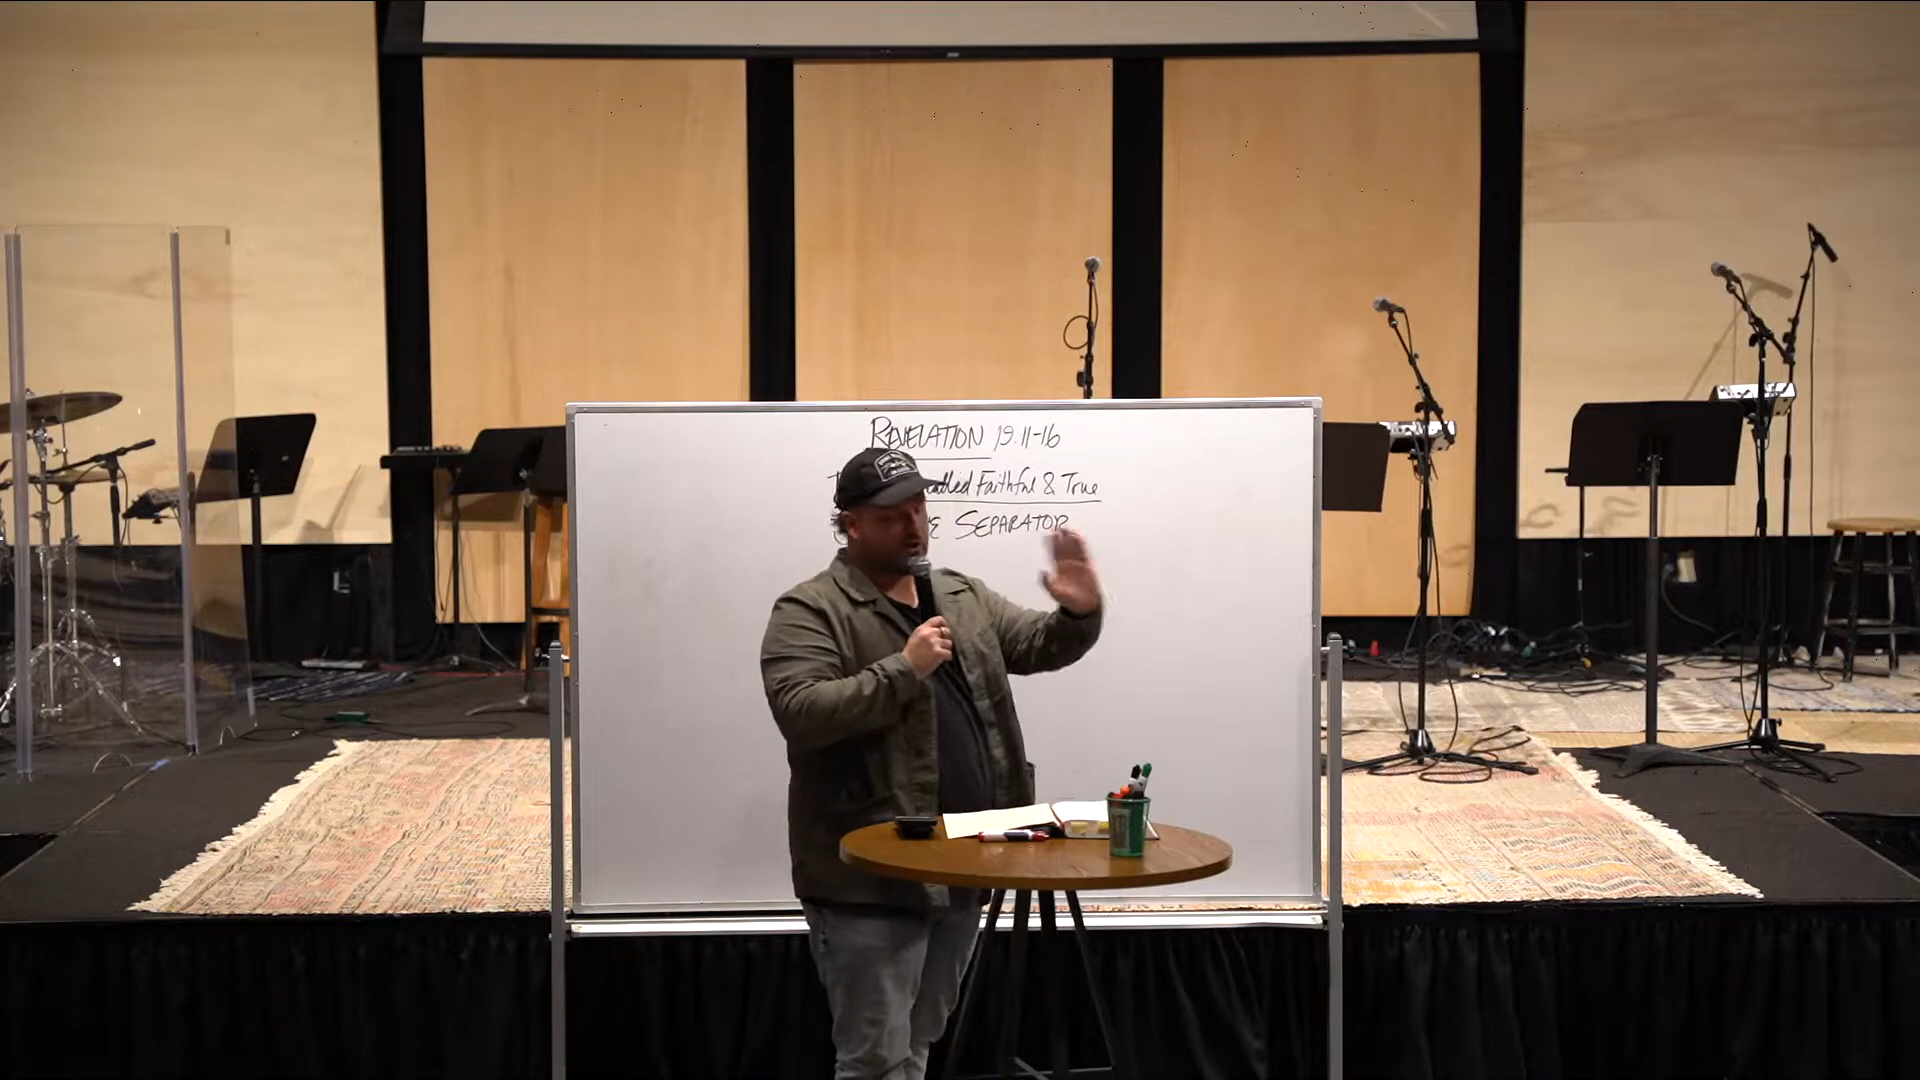 REVELATION 19.11-16
called Faithful & True
SEPARATOR